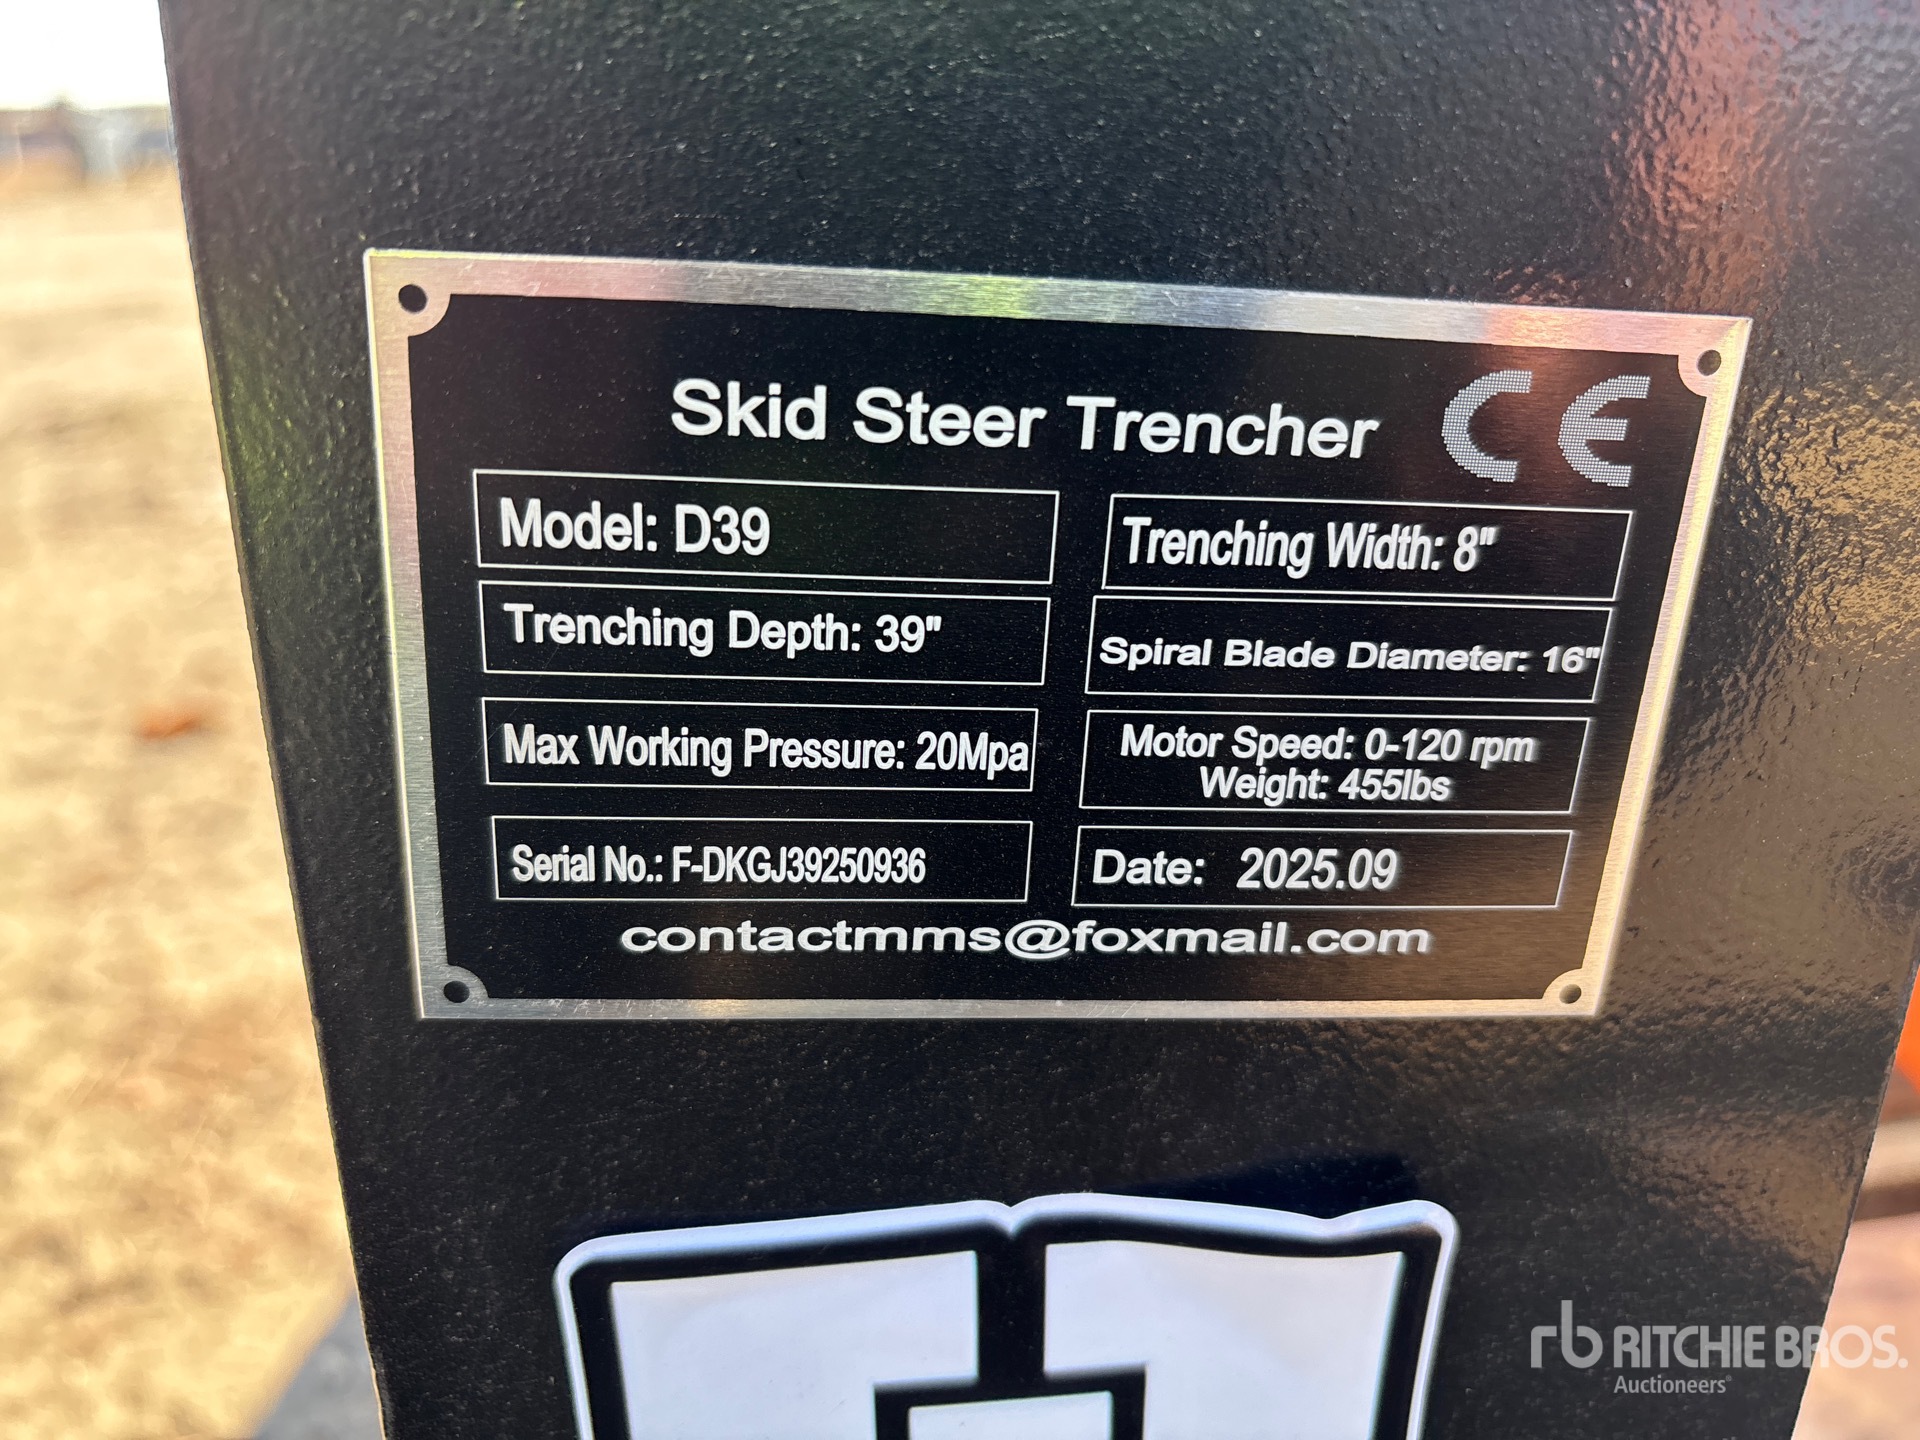 Skid Steer Trencher CE
Model: D39
Trenching Width: 8"
Trenching Depth: 39"
Spiral Blade Diameter: 16"
Max Working Pressure: 20Mpa
Motor Speed: 0-120 rpm
Weight: 455lbs
Serial No.: F-DKGJ39250936
Date: 2025.09
contactmms@foxmail.com
rb RITCHIE BROS.
Auctioneers